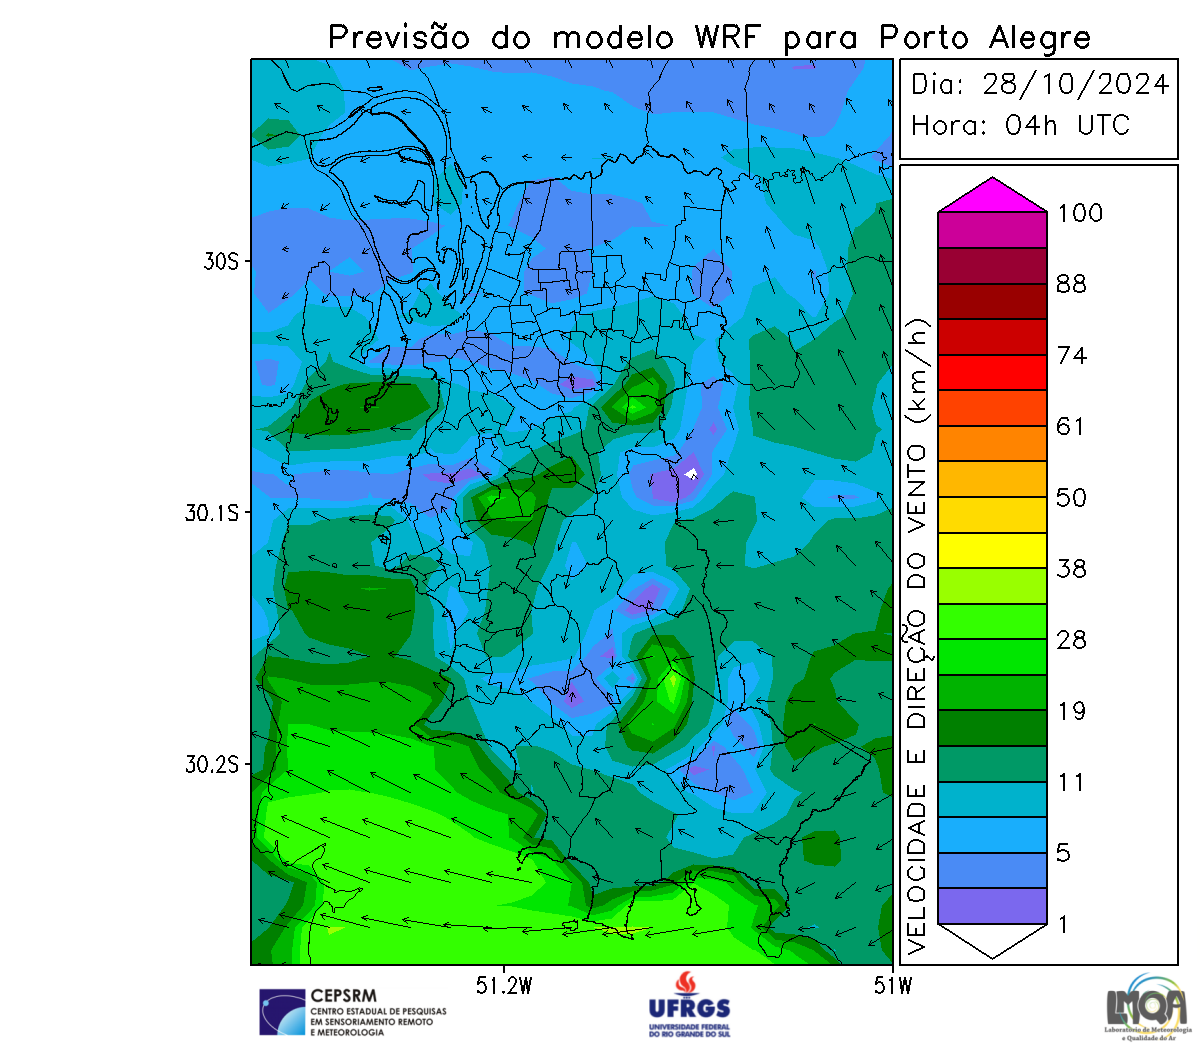 Previsão do modelo WRF para Porto Alegre
Dia: 28/10/2024
Hora: 04h UTC
100
88
74
61
50
38
28
19
11
5
1
VELOCIDADE E DIREÇÃO DO VENTO (km/h)
30S
30.1S
30.2S
51.2W
51W
CEPSRM
CENTRO ESTADUAL DE PESQUISAS
EM SENSORIAMENTO REMOTO
E METEOROLOGIA
UFRGS
UNIVERSIDADE FEDERAL
DO RIO GRANDE DO SUL
LMQA
Laboratório de Meteorologia
e Qualidade do Ar